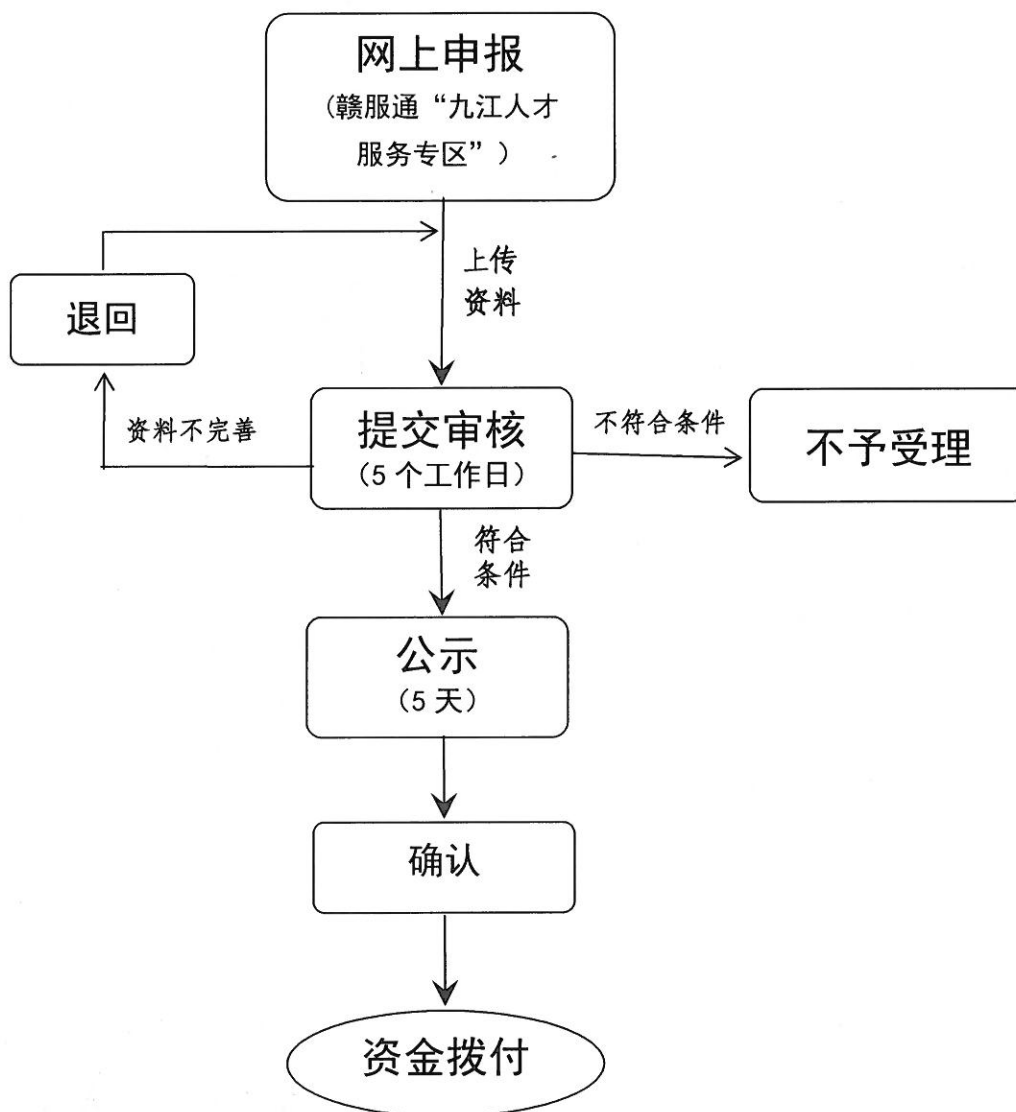 网上申报
（赣服通“九江人才
服务专区”）
上传
资料
退回
资料不完善
提交审核
（5个工作日）
不符合条件
不予受理
符合
条件
公示
（5天）
确认
资金拨付